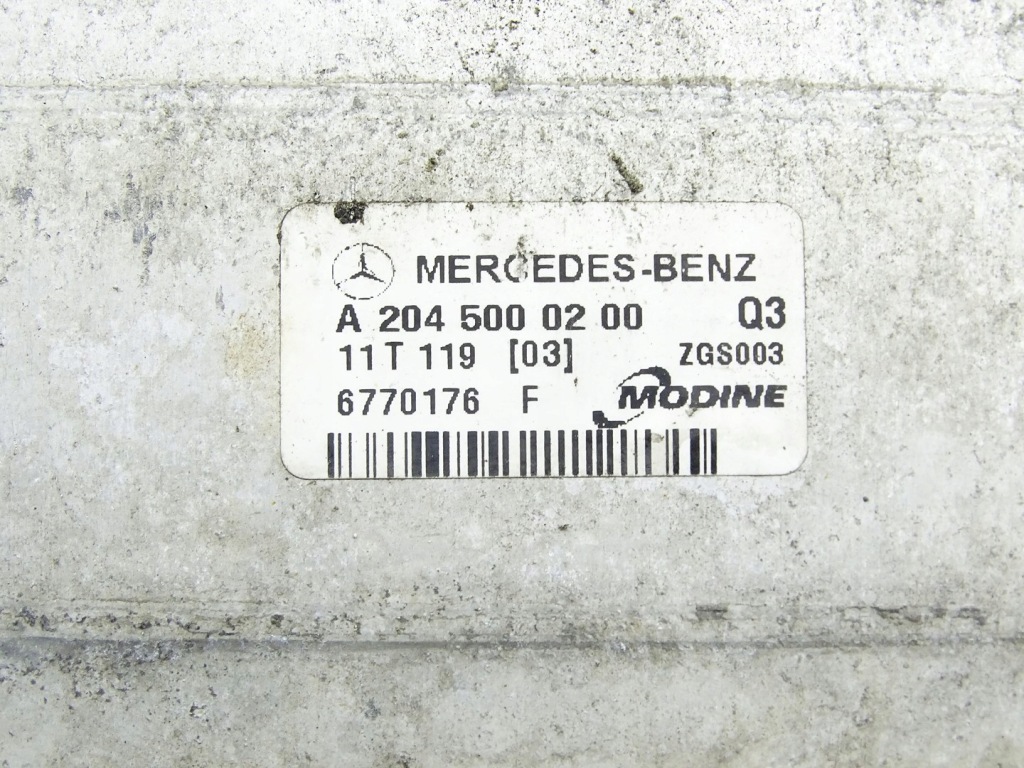 MERCEDES-BENZ
A 204 500 02 00 Q3
11T 119 [03] ZGS003
6770176 F MODINE